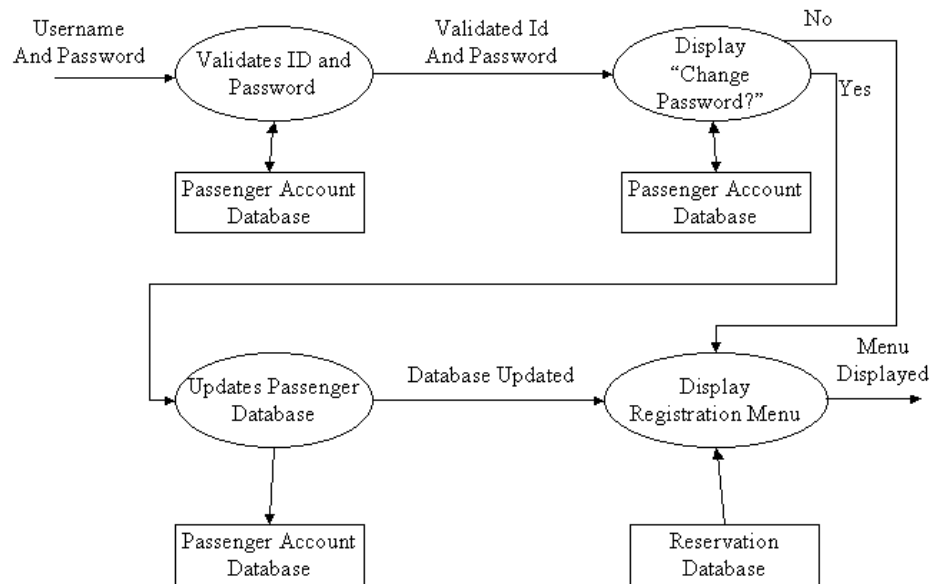 Username
And Password
Validates ID and
Password
Validated Id
And Password
Display
“Change
Password?”
No
Yes
Passenger Account
Database
Passenger Account
Database
Updates Passenger
Database
Database Updated
Display
Registration Menu
Menu
Displayed
Passenger Account
Database
Reservation
Database